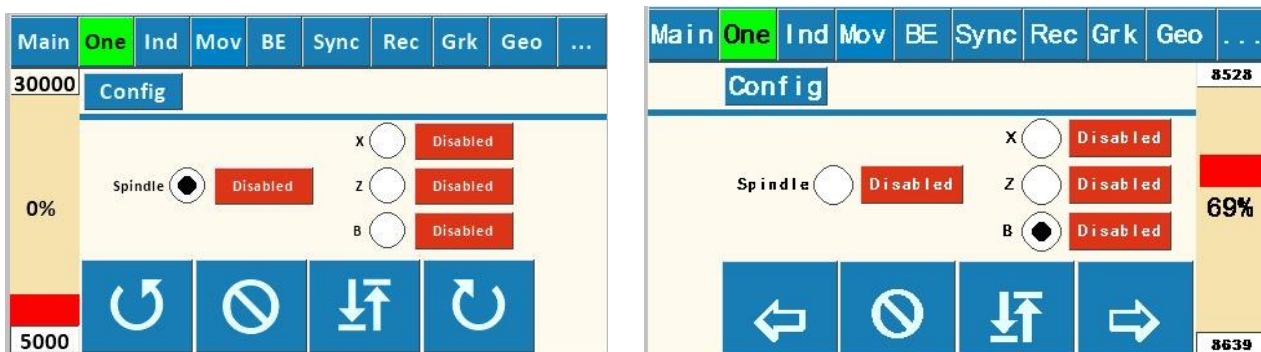 Main One Ind Mov BE Sync Rec Grk Geo ...
30000
Config
X Disabled
Spindle Disabled
Z Disabled
0%
B Disabled
5000
Main One Ind Mov BE Sync Rec Grk Geo ...
8528
Config
X Disabled
Spindle Disabled
Z Disabled
69%
B Disabled
8639